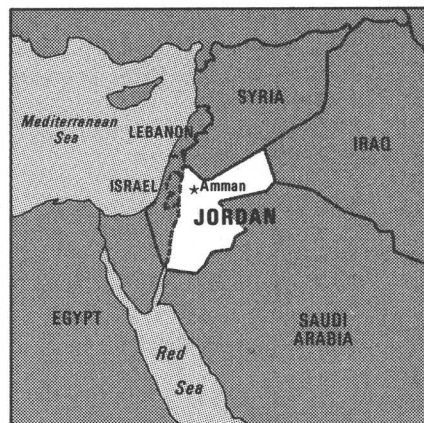 SYRIA
Mediterranean
Sea
LEBANON
IRAQ
ISRAEL
Amman
JORDAN
EGYPT
SAUDI
ARABIA
Red
Sea